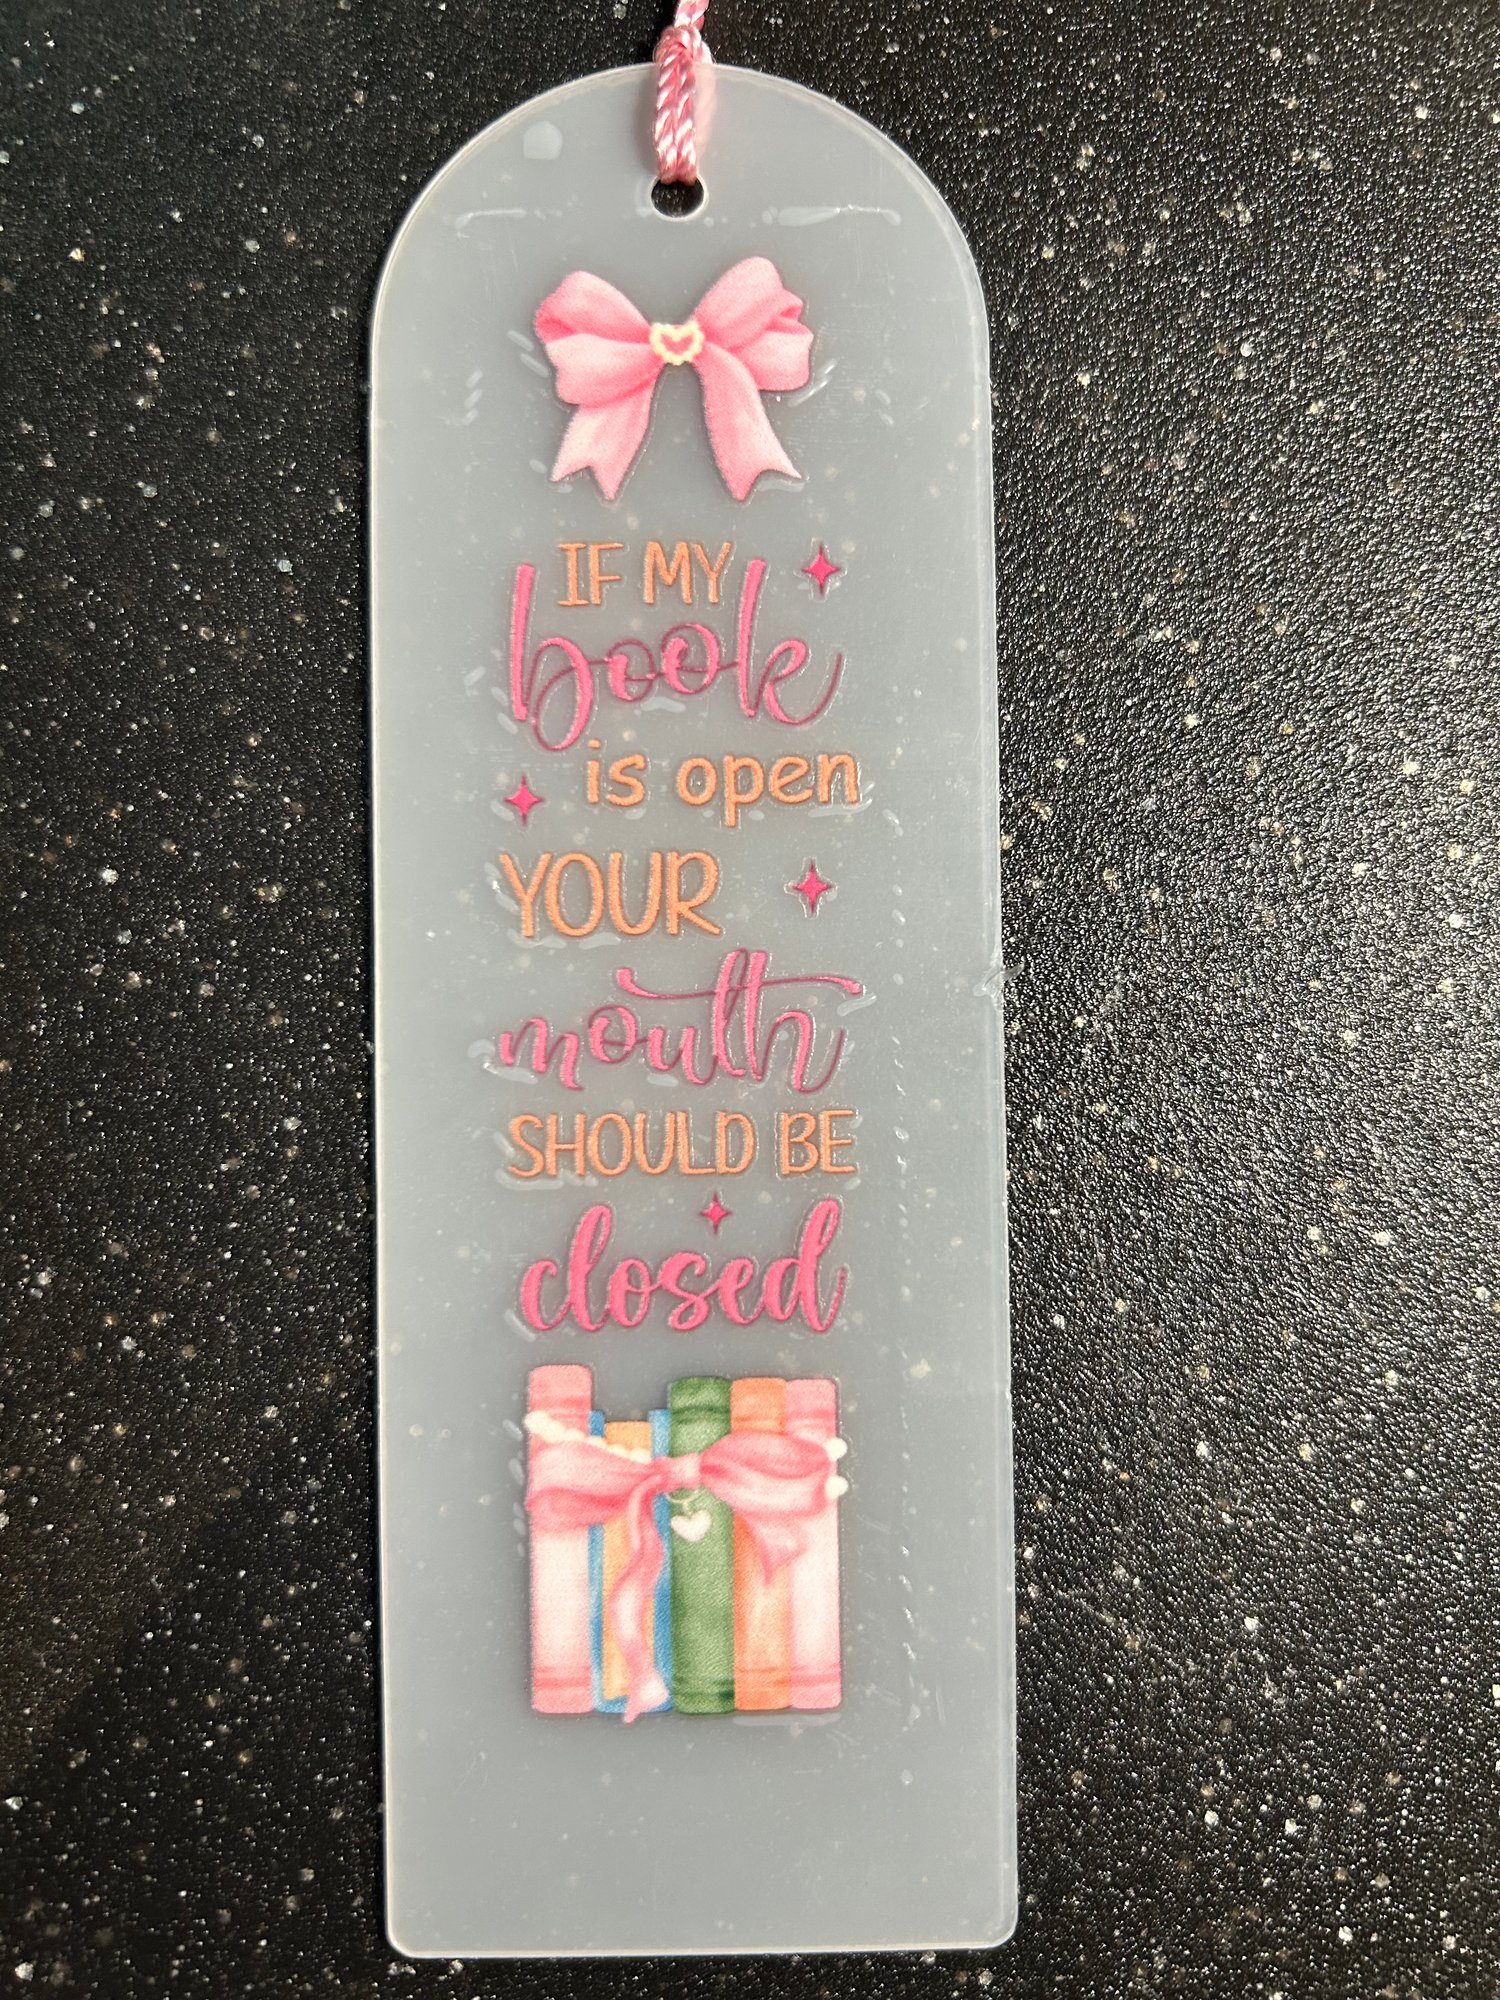 IF MY
book
is open
YOUR
mouth
SHOULD BE
closed